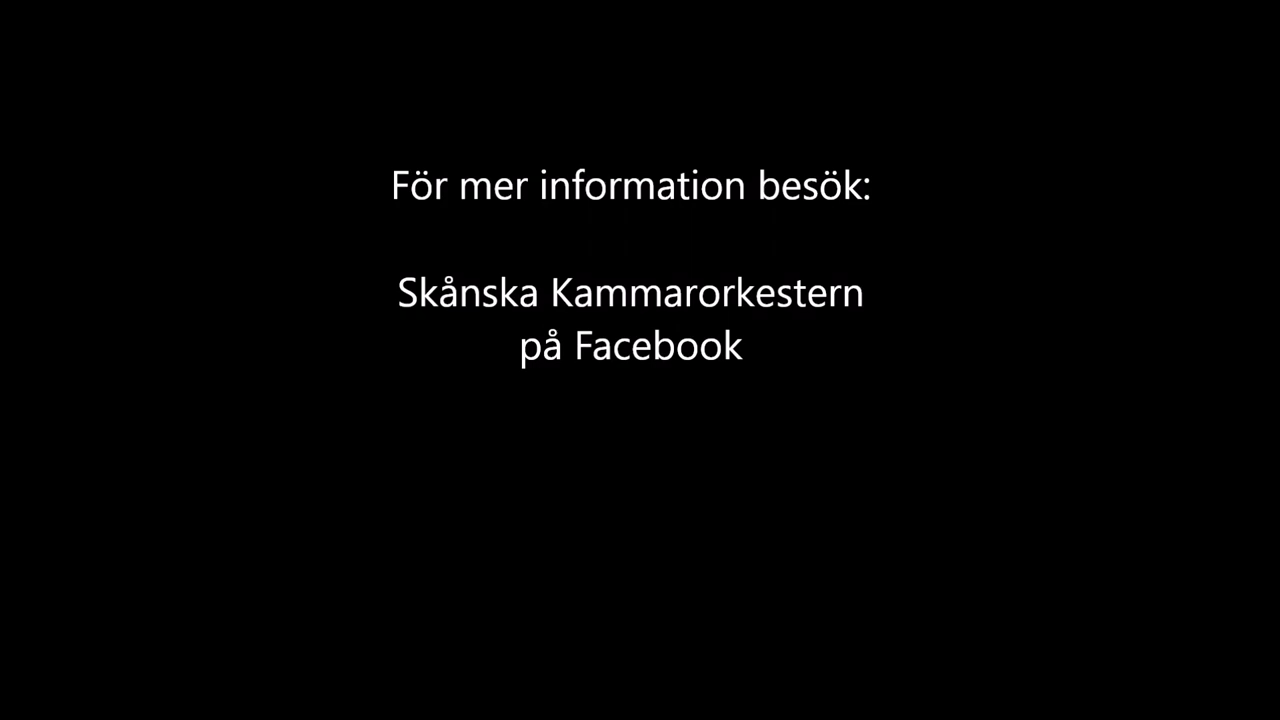 För mer information besök:
Skånska Kammarorkestern
på Facebook